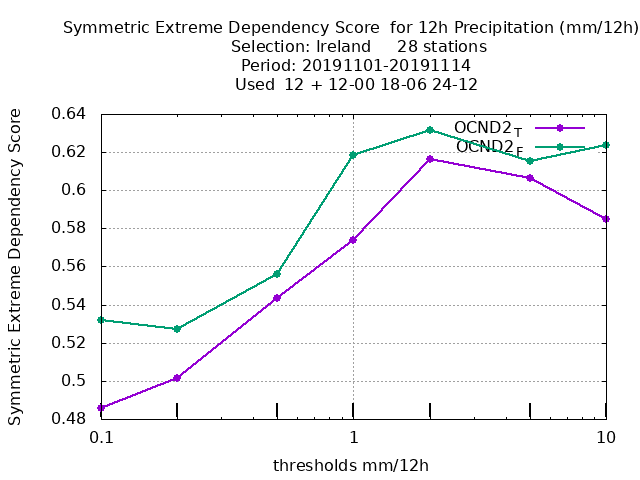 Symmetric Extreme Dependency Score  for 12h Precipitation (mm/12h)
Selection: Ireland     28 stations
Period: 20191101-20191114
Used  12 + 12-00 18-06 24-12
Symmetric Extreme Dependency Score
0.64
0.62
0.6
0.58
0.56
0.54
0.52
0.5
0.48
OCND2T
OCND2F
0.1
1
10
thresholds mm/12h